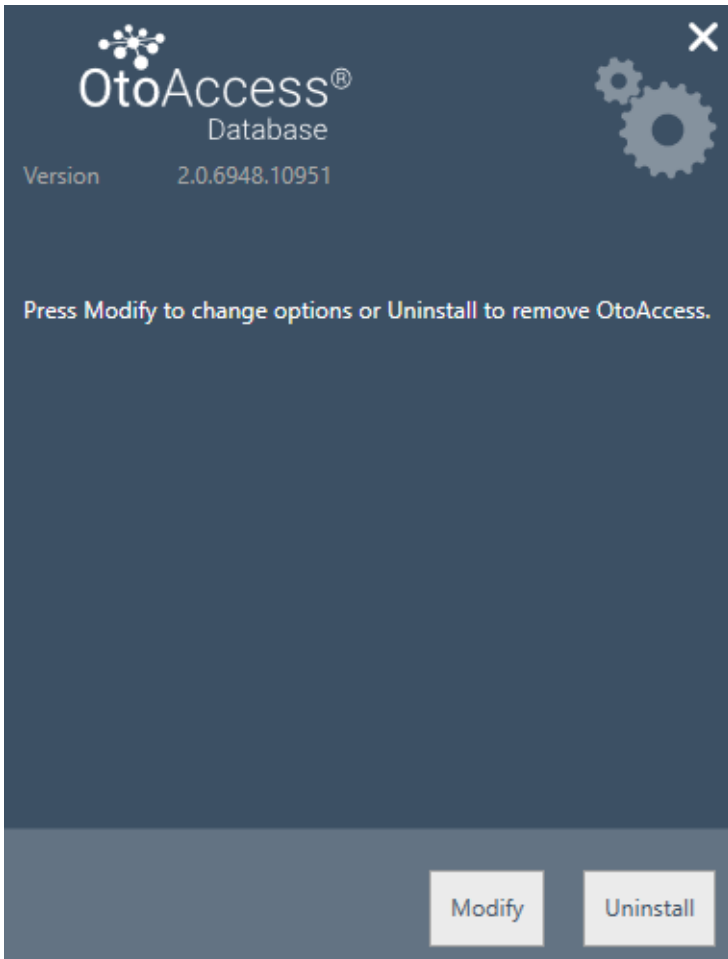 OtoAccess®
Database
Version 2.0.6948.10951
Press Modify to change options or Uninstall to remove OtoAccess.
Modify Uninstall